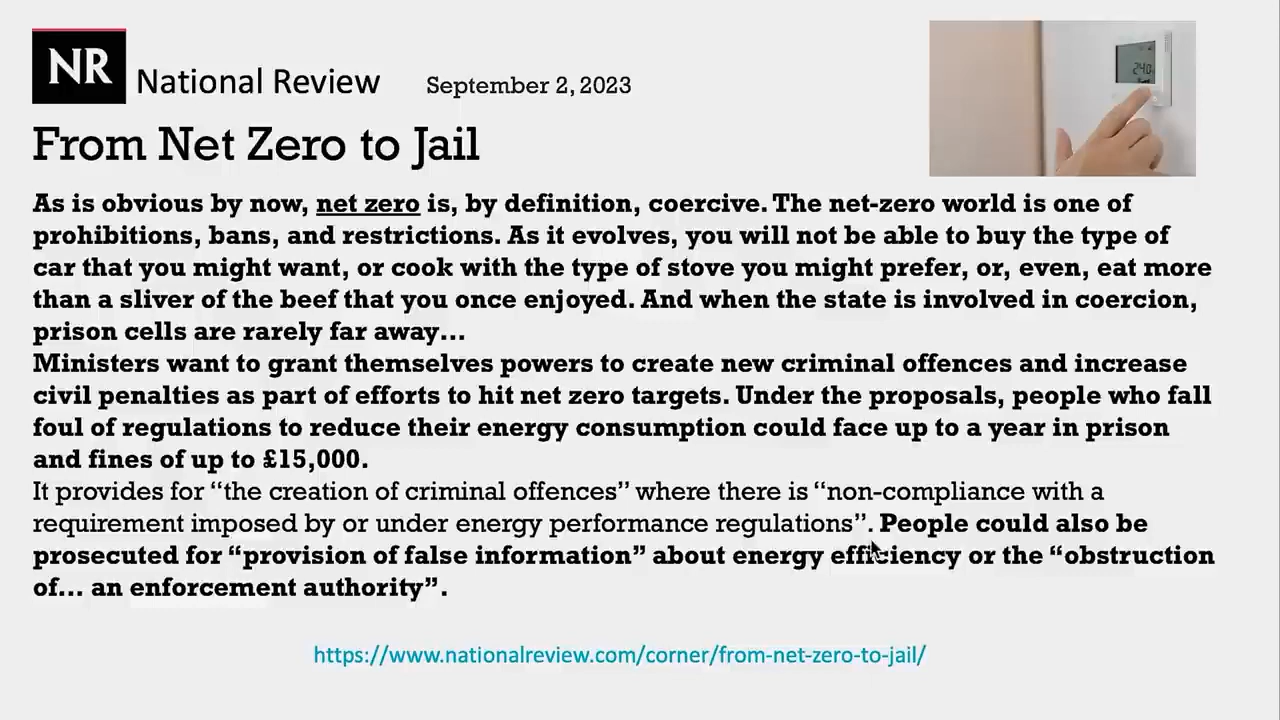 NR National Review September 2, 2023
From Net Zero to Jail
As is obvious by now, net zero is, by definition, coercive. The net-zero world is one of
prohibitions, bans, and restrictions. As it evolves, you will not be able to buy the type of
car that you might want, or cook with the type of stove you might prefer, or, even, eat more
than a sliver of the beef that you once enjoyed. And when the state is involved in coercion,
prison cells are rarely far away...
Ministers want to grant themselves powers to create new criminal offences and increase
civil penalties as part of efforts to hit net zero targets. Under the proposals, people who fall
foul of regulations to reduce their energy consumption could face up to a year in prison
and fines of up to £15,000.
It provides for “the creation of criminal offences” where there is “non-compliance with a
requirement imposed by or under energy performance regulations”. People could also be
prosecuted for “provision of false information” about energy efficiency or the “obstruction
of... an enforcement authority”.
https://www.nationalreview.com/corner/from-net-zero-to-jail/